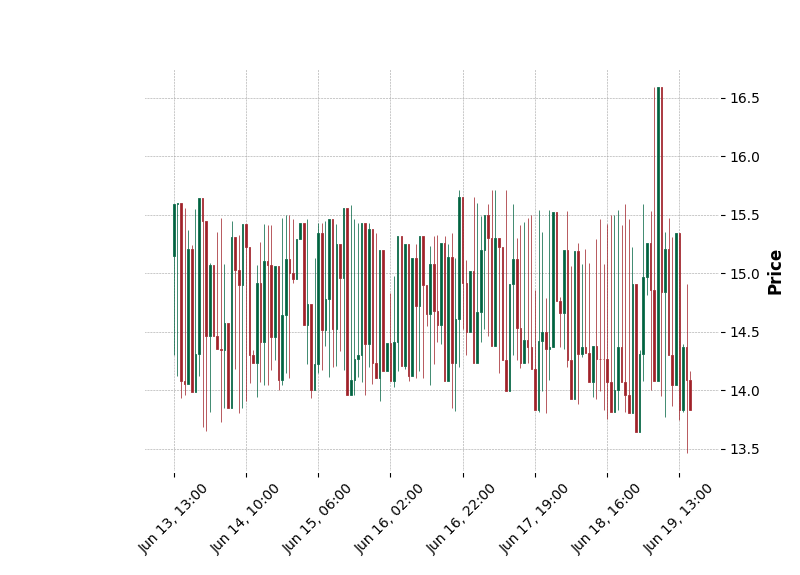 16.5
16.0
15.5
15.0
14.5
14.0
13.5
Price
Jun 13, 13:00
Jun 14, 10:00
Jun 15, 06:00
Jun 16, 02:00
Jun 16, 22:00
Jun 17, 19:00
Jun 18, 16:00
Jun 19, 13:00